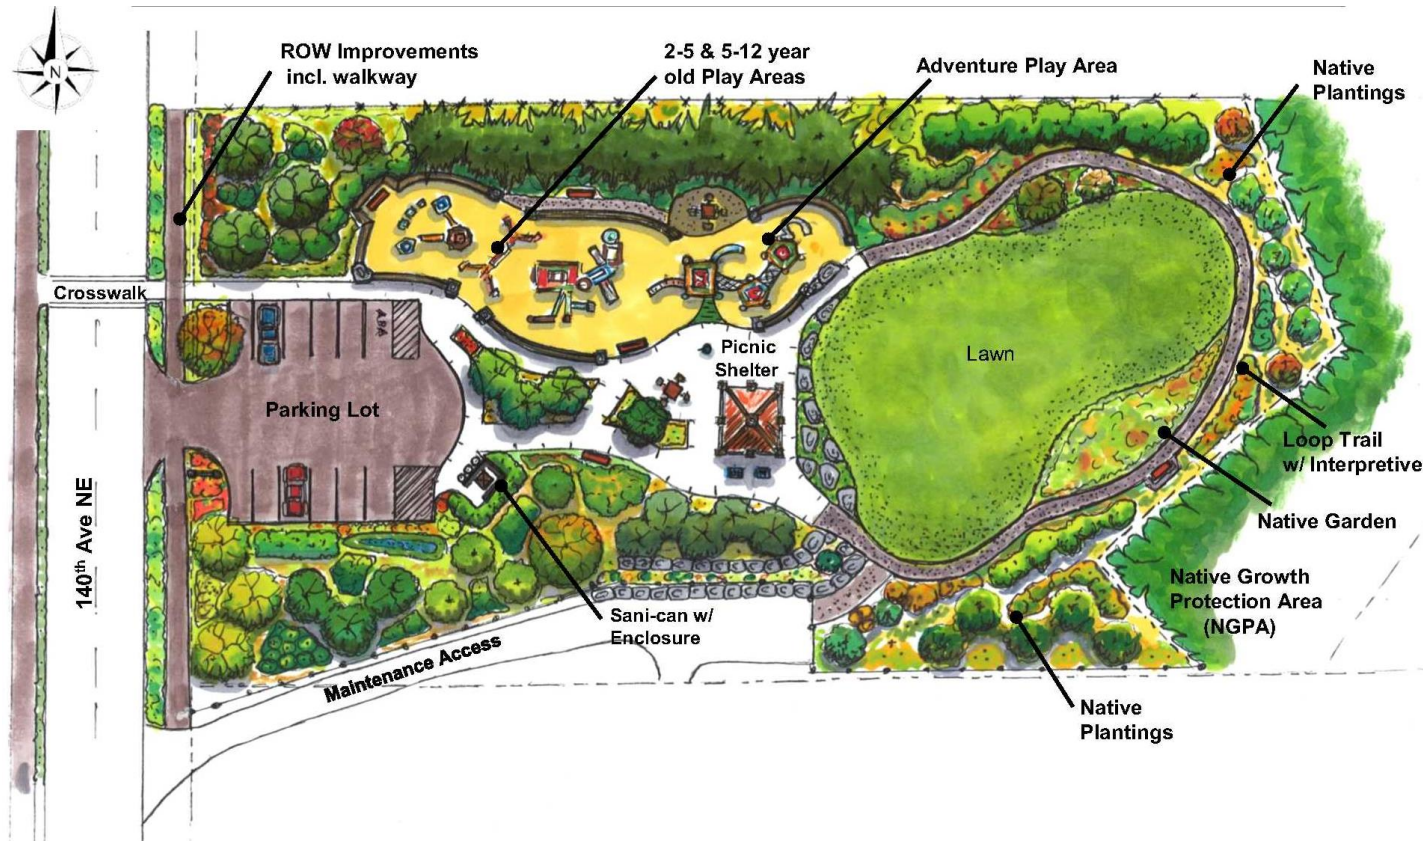 N
ROW Improvements
incl. walkway
2-5 & 5-12 year
old Play Areas
Adventure Play Area
Native
Plantings
Crosswalk
ADA
Picnic
Shelter
Lawn
Parking Lot
Loop Trail
w/ Interpretive
140th Ave NE
Native Garden
Native Growth
Protection Area
(NGPA)
Sani-can w/
Enclosure
Maintenance Access
Native
Plantings